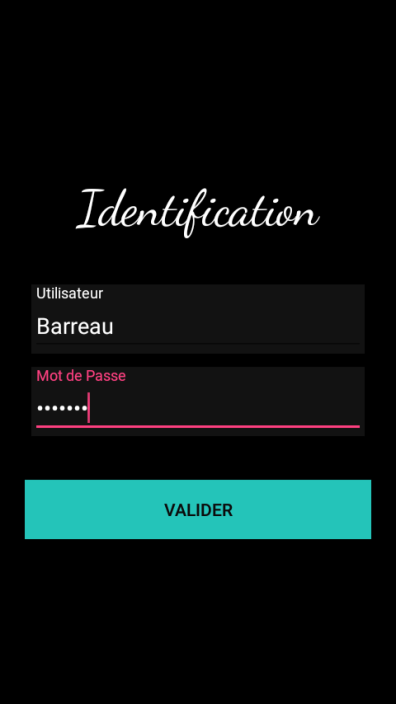 Identification
Utilisateur
Barreau
Mot de Passe
•••••••
VALIDER